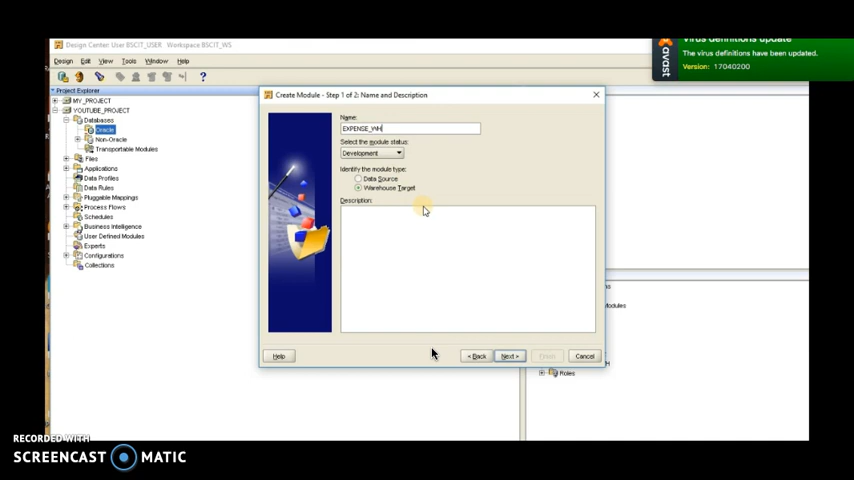 Design Center: User BSCIT_USER Workspace BSCIT_WS
Virus definitions update
The virus definitions have been updated.
Version: 17040200
avast
Design Edit View Tools Window Help
Project Explorer
MY_PROJECT
YOUTUBE_PROJECT
Databases
Oracle
Non-Oracle
Transportable Modules
Files
Applications
Data Profiles
Data Rules
Pluggable Mappings
Process Flows
Schedules
Business Intelligence
User Defined Modules
Experts
Configurations
Collections
Create Module - Step 1 of 2: Name and Description
Name:
EXPENSE_WH
Select the module status:
Development
Identify the module type:
Data Source
Warehouse Target
Description:
Help
< Back
Next >
Finish
Cancel
Roles
RECORDED WITH
SCREENCAST MATIC